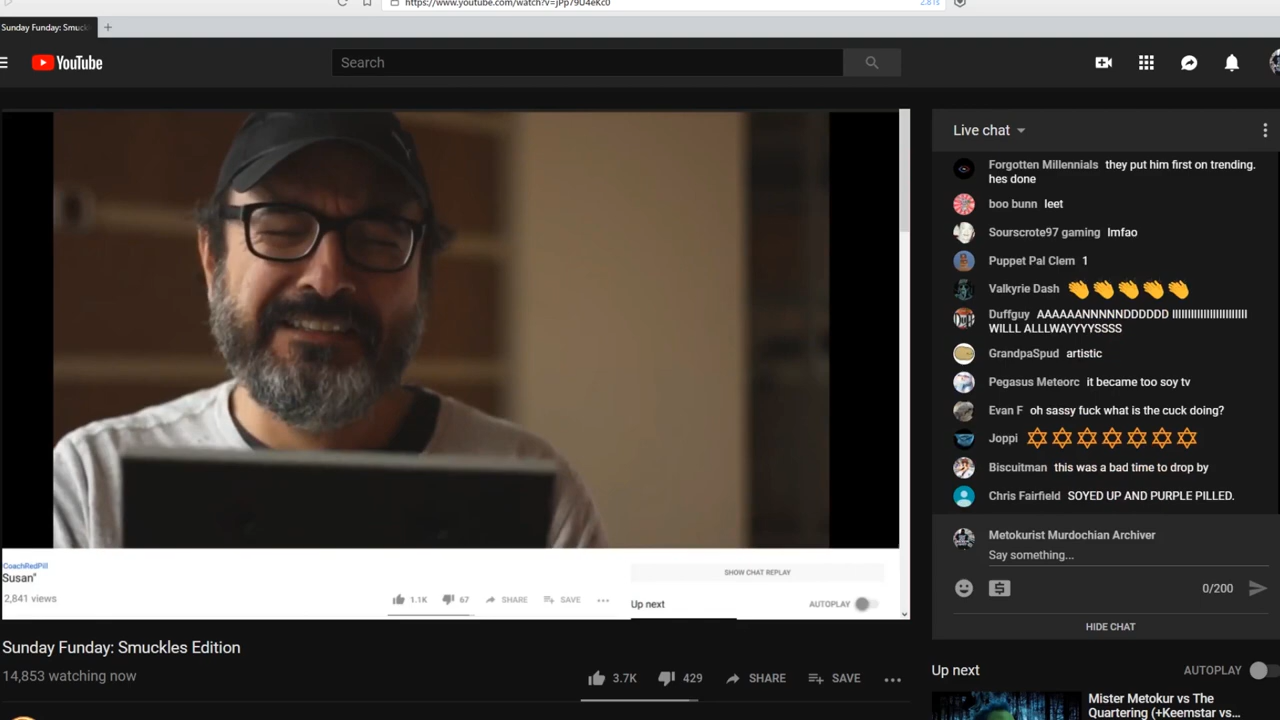 https://www.youtube.com/watch?v=jPp79U4eKc0
2.81s
Sunday Funday: Smuck
YouTube
Search
Live chat
Forgotten Millennials they put him first on trending.
hes done
boo bunn leet
Sourscrote97 gaming lmfao
Puppet Pal Clem 1
Valkyrie Dash
Duffguy AAAAAANNNNNDDDDDD IIIIIIIIIIIIIIIIIIIIIIII
WILLL ALLLWAYYYYSSSS
GrandpaSpud artistic
Pegasus Meteorc it became too soy tv
Evan F oh sassy fuck what is the cuck doing?
Joppi
Biscuitman this was a bad time to drop by
Chris Fairfield SOYED UP AND PURPLE PILLED.
Metokurist Murdochian Archiver
Say something...
0/200
HIDE CHAT
CoachRedPill
Susan"
2,841 views
1.1K 67 SHARE SAVE
SHOW CHAT REPLAY
Up next AUTOPLAY
Sunday Funday: Smuckles Edition
14,853 watching now
3.7K 429 SHARE SAVE
Up next AUTOPLAY
Mister Metokur vs The
Quartering (+Keemstar vs...